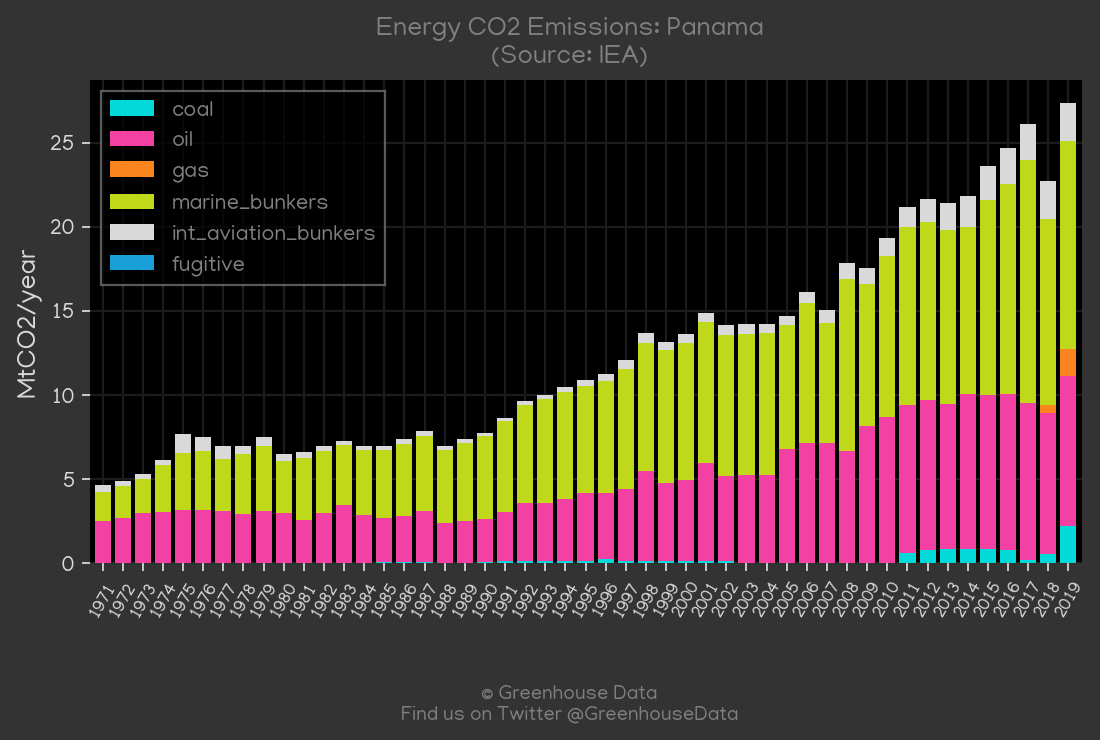 Energy CO2 Emissions: Panama
(Source: IEA)
coal
oil
gas
marine_bunkers
int_aviation_bunkers
fugitive
MtCO2/year
25
20
15
10
5
0
1971 1972 1973 1974 1975 1976 1977 1978 1979 1980 1981 1982 1983 1984 1985 1986 1987 1988 1989 1990 1991 1992 1993 1994 1995 1996 1997 1998 1999 2000 2001 2002 2003 2004 2005 2006 2007 2008 2009 2010 2011 2012 2013 2014 2015 2016 2017 2018 2019
© Greenhouse Data
Find us on Twitter @GreenhouseData